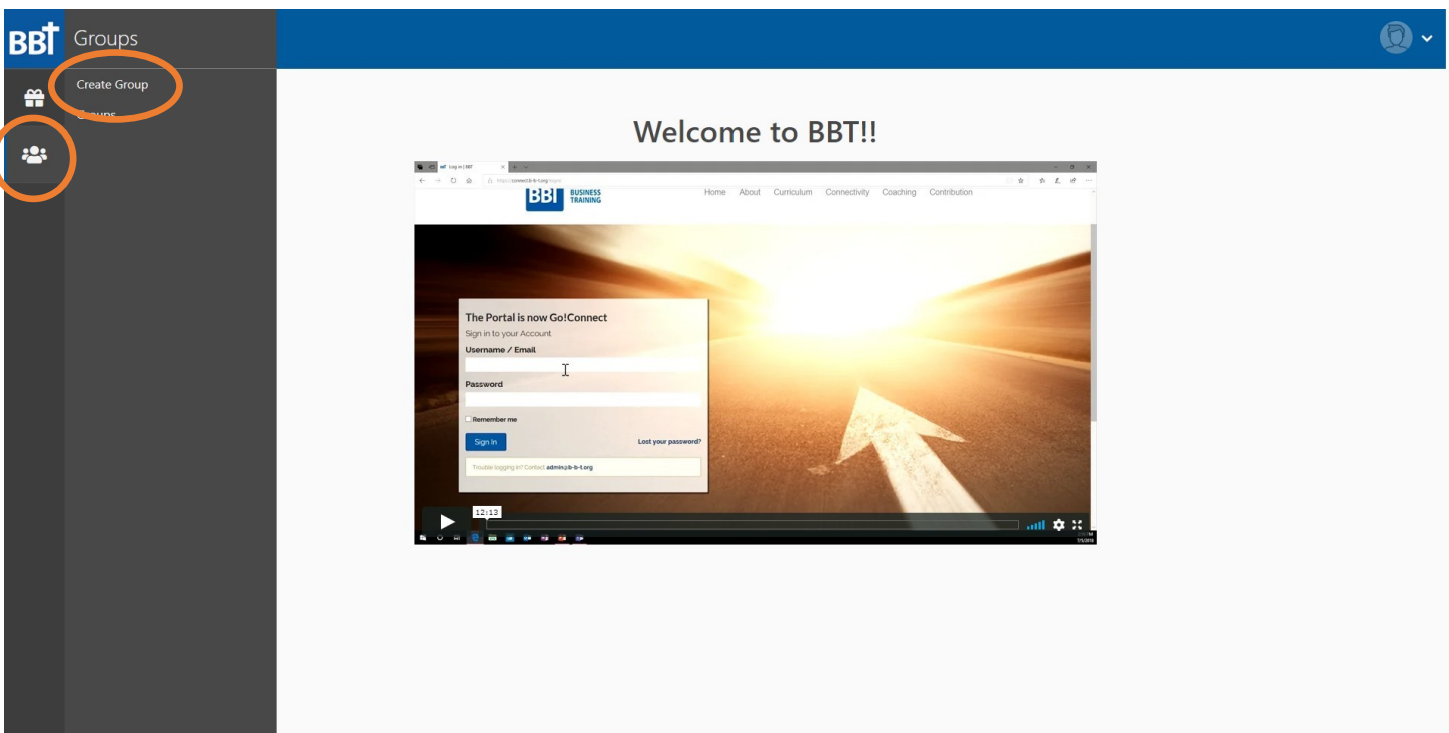 BBT
Groups
Create Group
Groups
Welcome to BBT!!
Log in | BBT
BBT BUSINESS TRAINING
Home About Curriculum Connectivity Coaching Contribution
The Portal is now Go!Connect
Sign in to your Account
Username / Email
Password
Remember me
Sign In Lost your password?
Trouble logging in? Contact admin@b-b-t.org
12:13